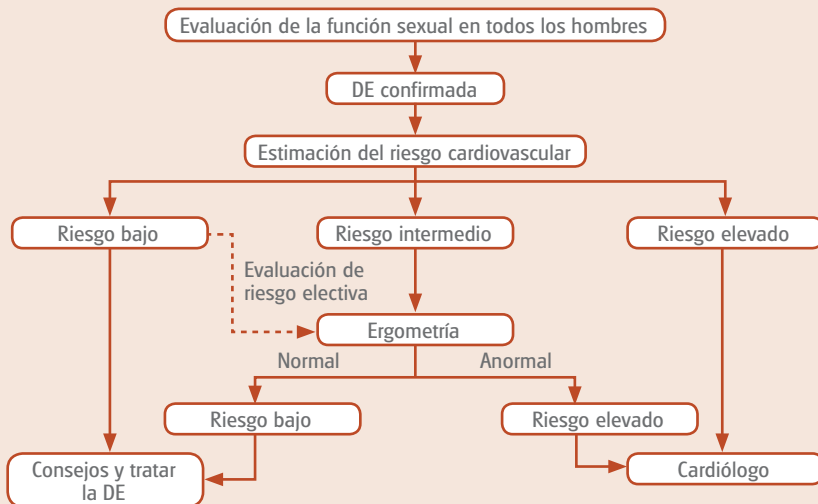 Evaluación de la función sexual en todos los hombres
DE confirmada
Estimación del riesgo cardiovascular
Riesgo bajo
Riesgo intermedio
Riesgo elevado
Evaluación de
riesgo electiva
Ergometría
Normal
Anormal
Riesgo bajo
Riesgo elevado
Consejos y tratar
la DE
Cardiólogo